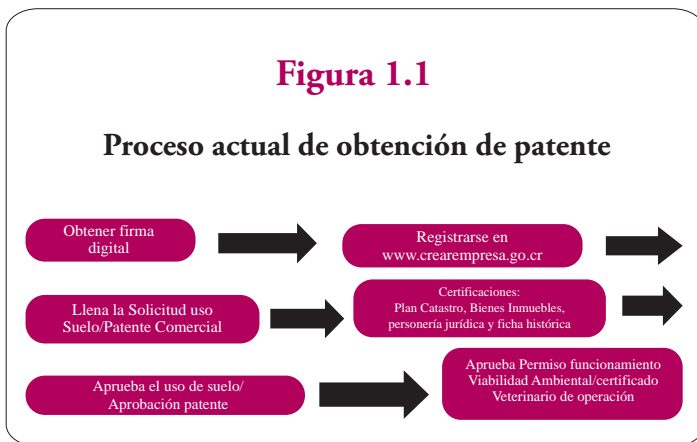 Figura 1.1
Proceso actual de obtención de patente
Obtener firma
digital
Registrarse en
www.crearempresa.go.cr
Llena la Solicitud uso
Suelo/Patente Comercial
Certificaciones:
Plan Catastro, Bienes Inmuebles,
personería jurídica y ficha histórica
Aprueba el uso de suelo/
Aprobación patente
Aprueba Permiso funcionamiento
Viabilidad Ambiental/certificado
Veterinario de operación